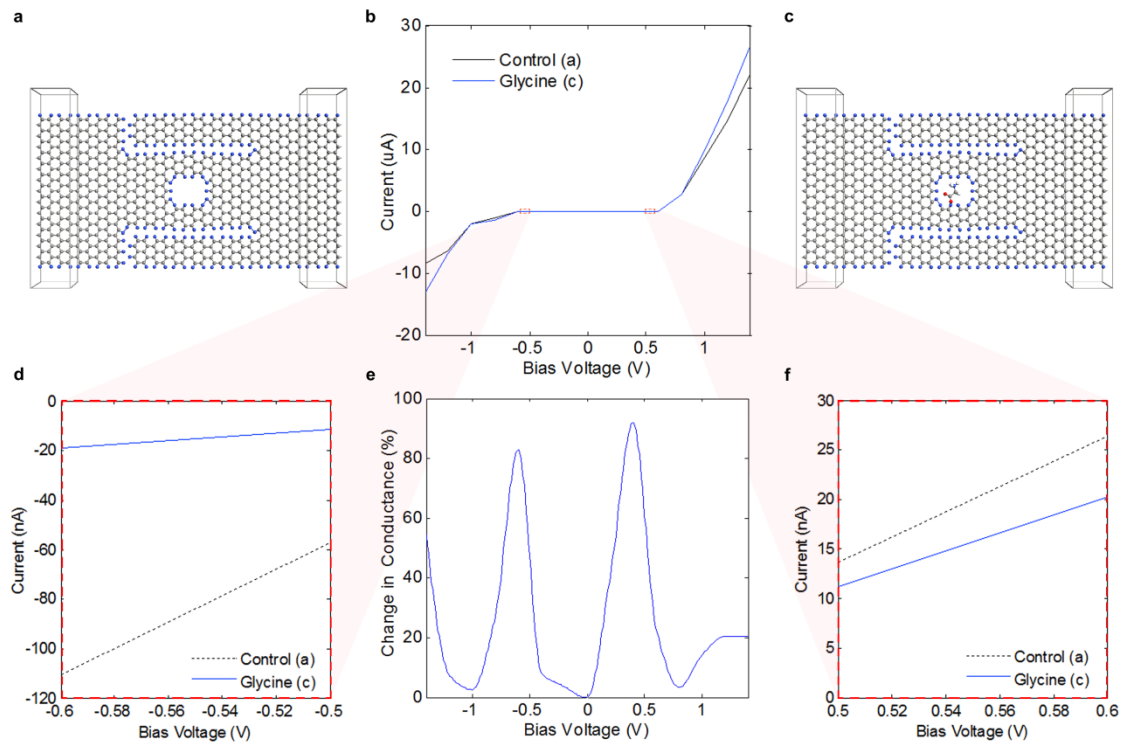 a
b
c
30
20
10
0
-10
-20
Current (uA)
Control (a)
Glycine (c)
-1
-0.5
0
0.5
1
Bias Voltage (V)
d
0
-20
-40
-60
-80
-100
-120
Current (nA)
Control (a)
Glycine (c)
-0.6
-0.58
-0.56
-0.54
-0.52
-0.5
Bias Voltage (V)
e
100
80
60
40
20
0
Change in Conductance (%)
-1
-0.5
0
0.5
1
Bias Voltage (V)
f
30
25
20
15
10
5
0
Current (nA)
Control (a)
Glycine (c)
0.5
0.52
0.54
0.56
0.58
0.6
Bias Voltage (V)